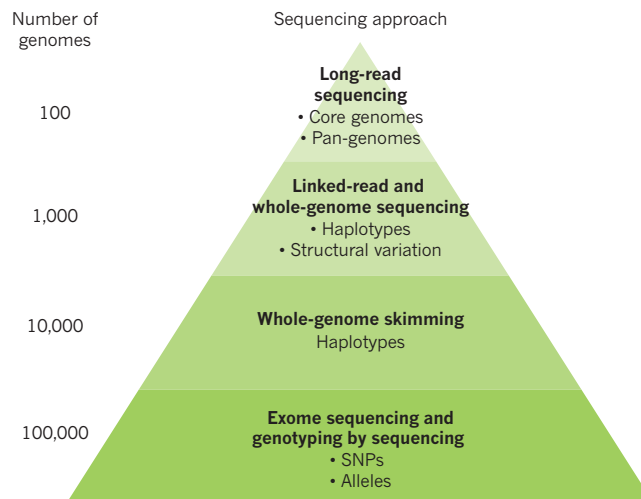 Number of
genomes
Sequencing approach
100
Long-read
sequencing
• Core genomes
• Pan-genomes
1,000
Linked-read and
whole-genome sequencing
• Haplotypes
• Structural variation
10,000
Whole-genome skimming
Haplotypes
100,000
Exome sequencing and
genotyping by sequencing
• SNPs
• Alleles